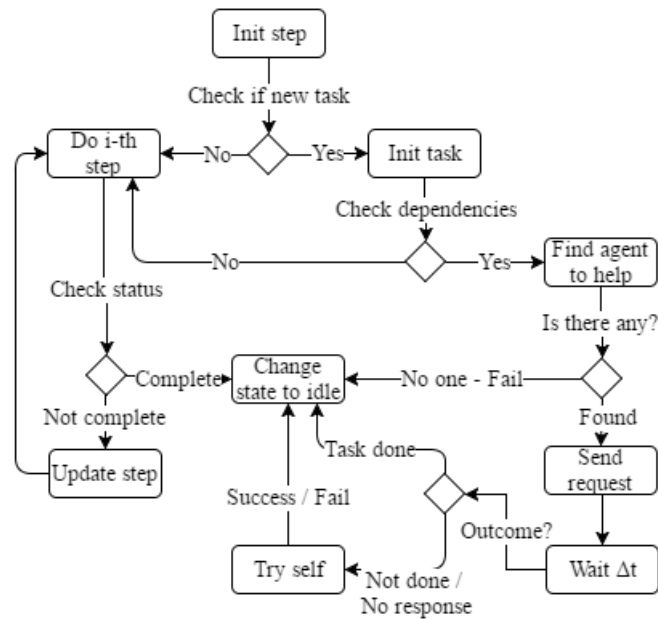 Init step
Check if new task
Do i-th
step
No
Yes
Init task
Check dependencies
No
Yes
Find agent
to help
Check status
Is there any?
Complete
Change
state to idle
No one - Fail
Not complete
Found
Update step
Task done
Send
request
Success / Fail
Outcome?
Try self
Not done /
No response
Wait Δt